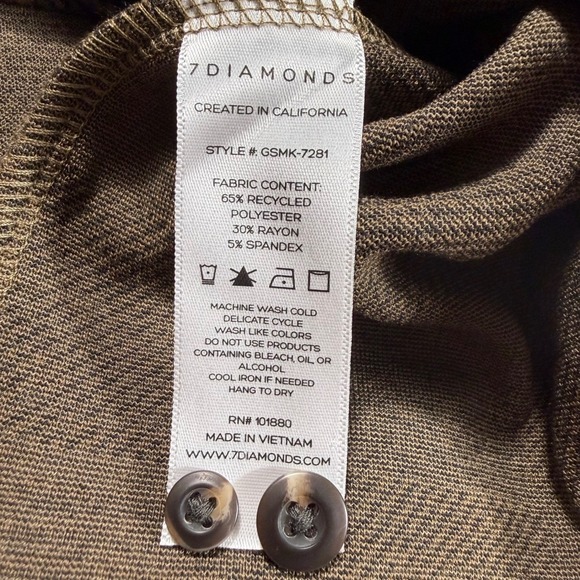 7DIAMONDS
CREATED IN CALIFORNIA
STYLE #: GSMK-7281
FABRIC CONTENT:
65% RECYCLED
POLYESTER
30% RAYON
5% SPANDEX
MACHINE WASH COLD
DELICATE CYCLE
WASH LIKE COLORS
DO NOT USE PRODUCTS
CONTAINING BLEACH, OIL, OR
ALCOHOL
COOL IRON IF NEEDED
HANG TO DRY
RN# 101880
MADE IN VIETNAM
WWW.7DIAMONDS.COM